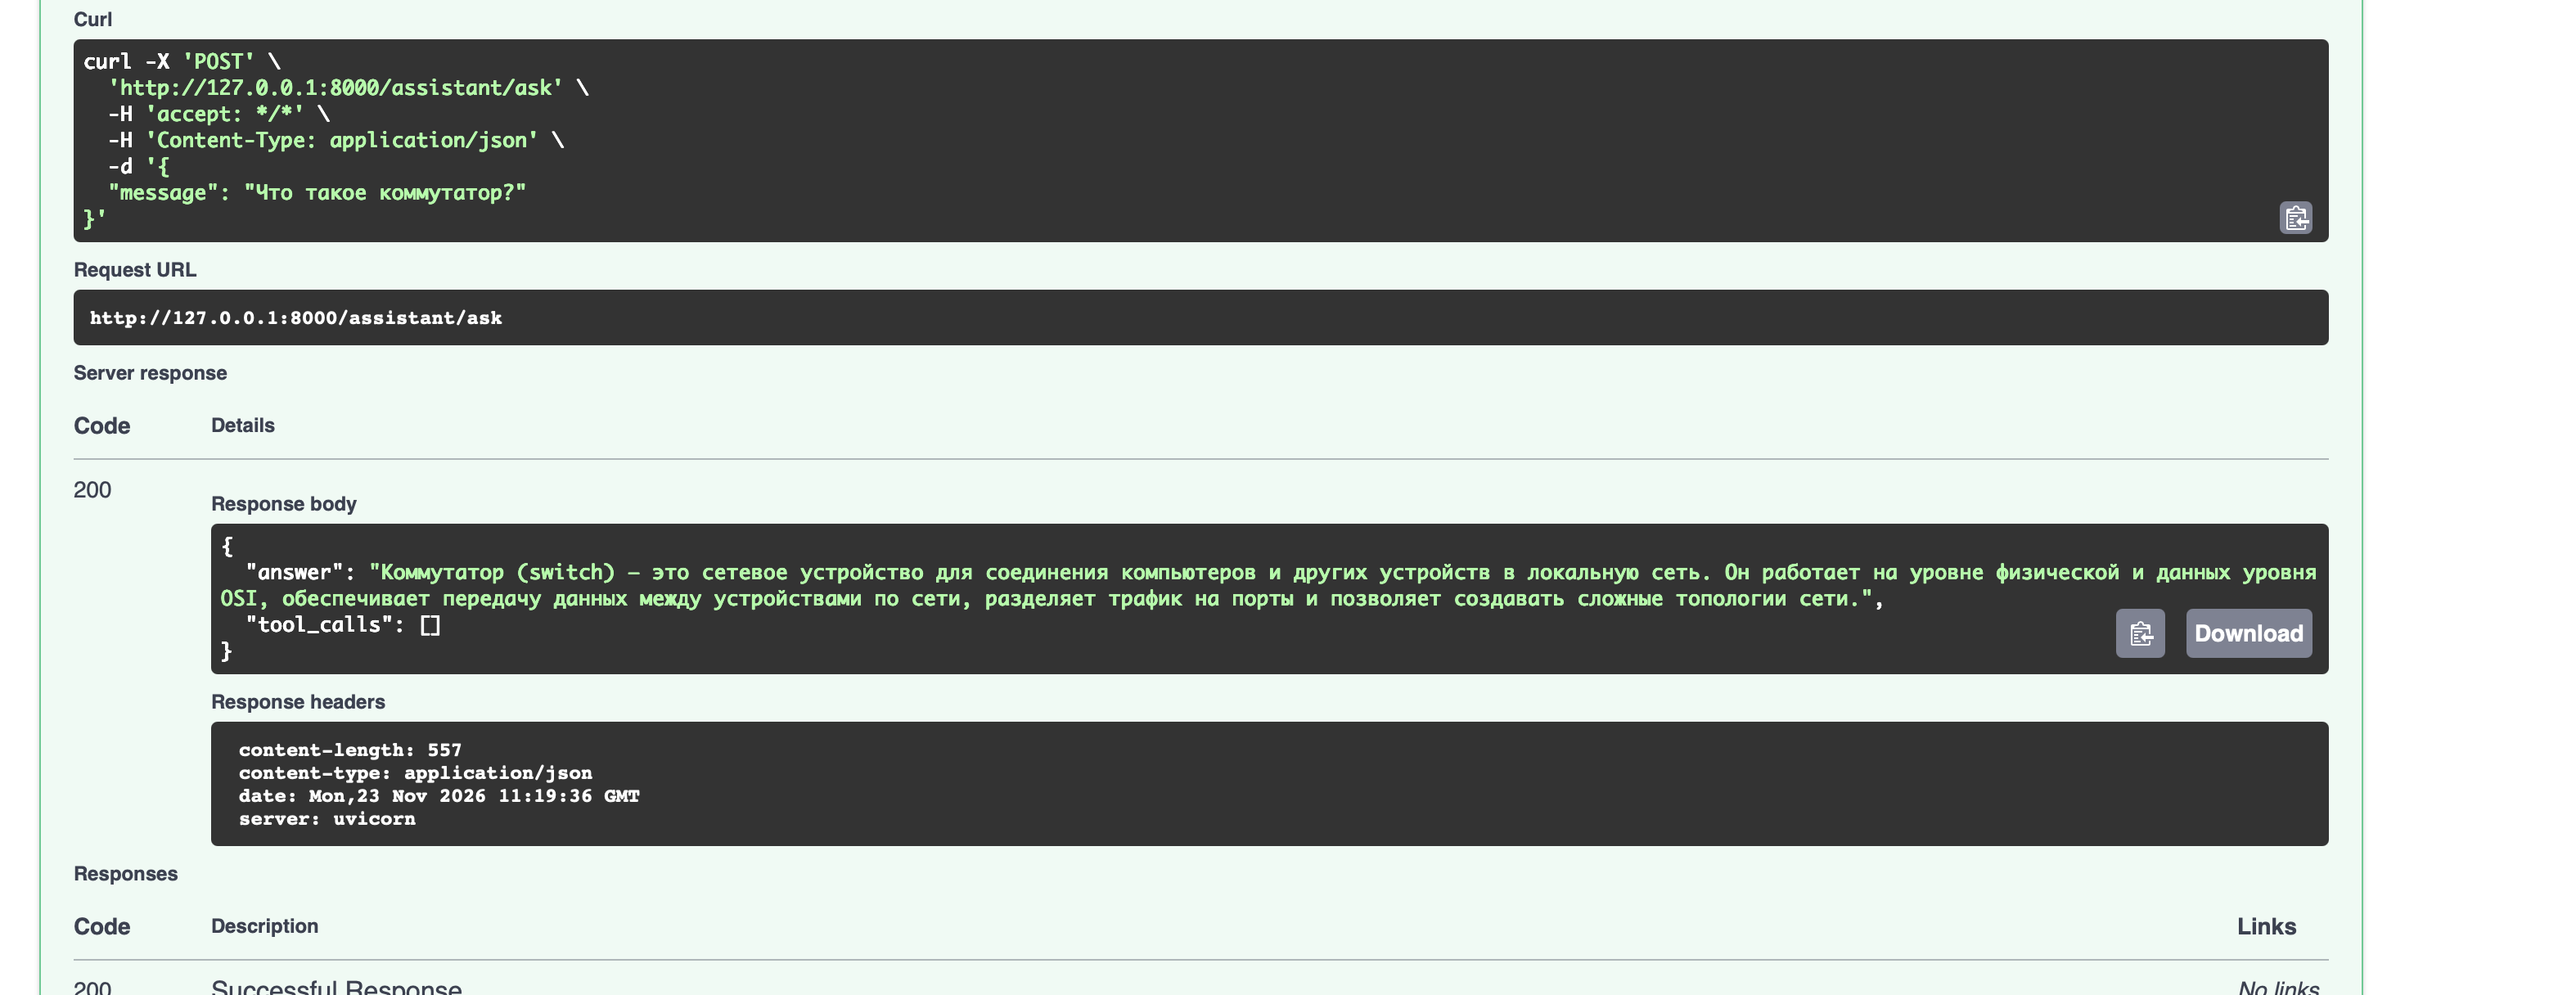 Curl
curl -X 'POST' \
  'http://127.0.0.1:8000/assistant/ask' \
  -H 'accept: */*' \
  -H 'Content-Type: application/json' \
  -d '{
  "message": "Что такое коммутатор?"
}'
Request URL
http://127.0.0.1:8000/assistant/ask
Server response
Code Details
200
Response body
{
  "answer": "Коммутатор (switch) — это сетевое устройство для соединения компьютеров и других устройств в локальную сеть. Он работает на уровне физической и данных уровня
OSI, обеспечивает передачу данных между устройствами по сети, разделяет трафик на порты и позволяет создавать сложные топологии сети.",
  "tool_calls": []
}
Download
Response headers
content-length: 557
content-type: application/json
date: Mon,23 Nov 2026 11:19:36 GMT
server: uvicorn
Responses
Code Description Links
200 Successful Response No links